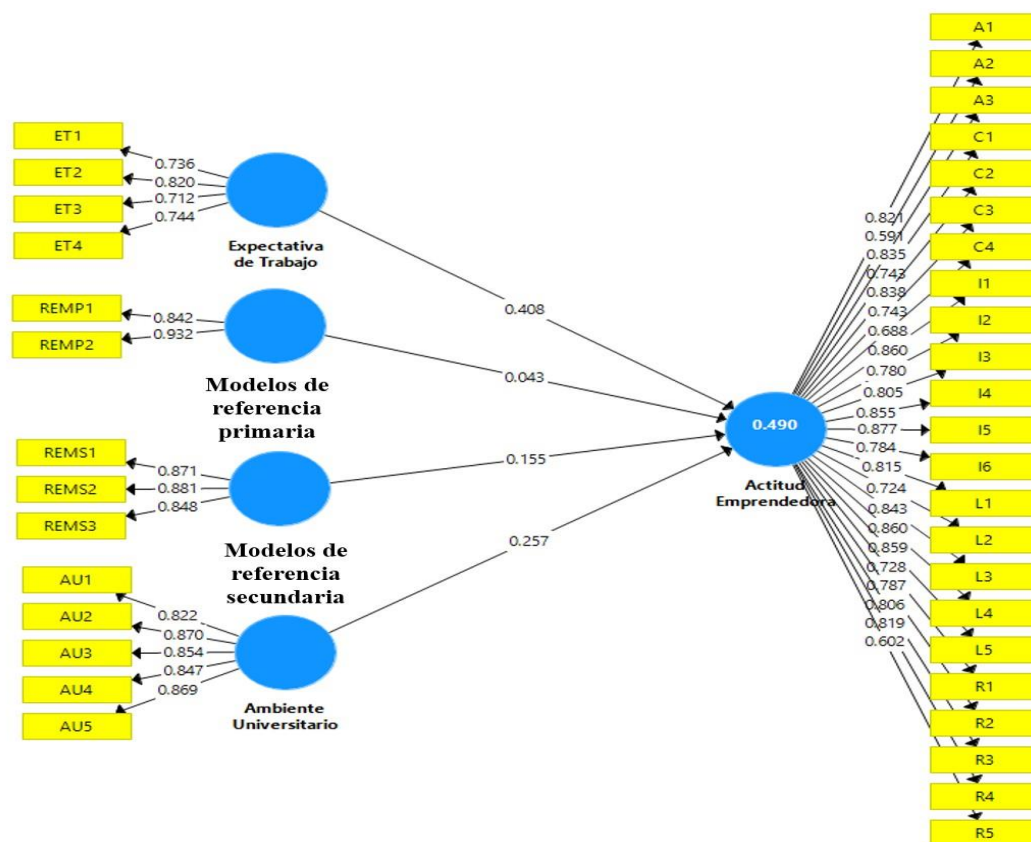 ET1
ET2
ET3
ET4
0.736
0.820
0.712
0.744
Expectativa
de Trabajo
REMP1
REMP2
0.842
0.932
Modelos de
referencia
primaria
REMS1
REMS2
REMS3
0.871
0.881
0.848
Modelos de
referencia
secundaria
AU1
AU2
AU3
AU4
AU5
0.822
0.870
0.854
0.847
0.869
Ambiente
Universitario
0.408
0.043
0.155
0.257
0.490
Actitud
Emprendedora
0.821
0.591
0.835
0.743
0.838
0.743
0.688
0.860
0.780
0.805
0.855
0.877
0.784
0.815
0.724
0.843
0.860
0.859
0.728
0.787
0.806
0.819
0.602
A1
A2
A3
C1
C2
C3
C4
I1
I2
I3
I4
I5
I6
L1
L2
L3
L4
L5
R1
R2
R3
R4
R5